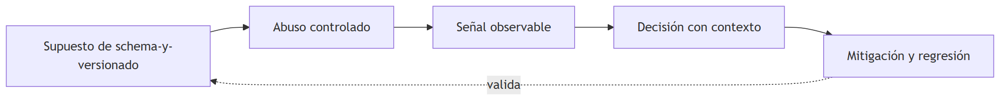 Supuesto de schema-y-
versionado
Abuso controlado
Señal observable
Decisión con contexto
Mitigación y regresión
valida